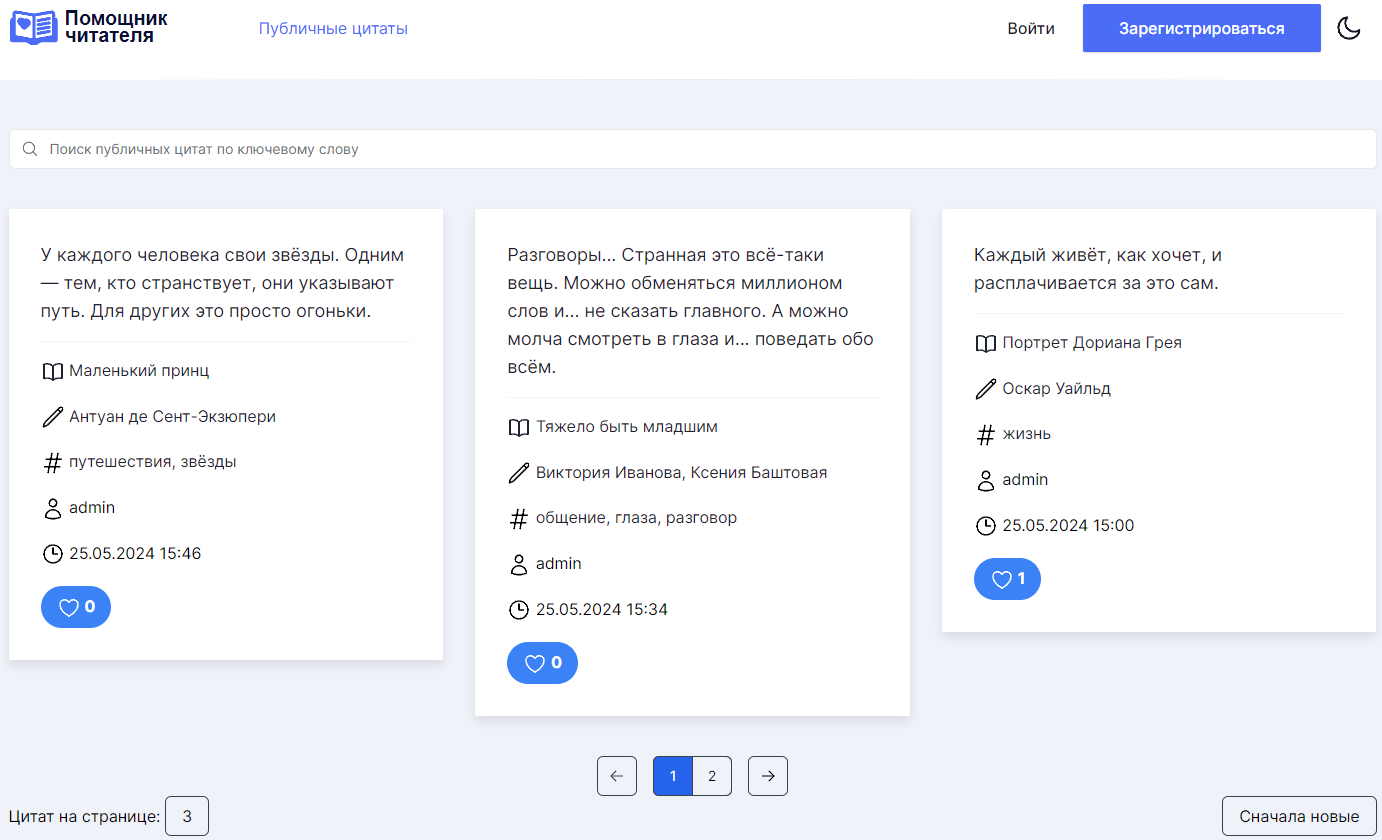 Помощник
читателя
Публичные цитаты
Войти
Зарегистрироваться
Поиск публичных цитат по ключевому слову
У каждого человека свои звёзды. Одним
— тем, кто странствует, они указывают
путь. Для других это просто огоньки.
Маленький принц
Антуан де Сент-Экзюпери
путешествия, звёзды
admin
25.05.2024 15:46
0
Разговоры... Странная это всё-таки
вещь. Можно обменяться миллионом
слов и... не сказать главного. А можно
молча смотреть в глаза и... поведать обо
всём.
Тяжело быть младшим
Виктория Иванова, Ксения Баштовая
общение, глаза, разговор
admin
25.05.2024 15:34
0
Каждый живёт, как хочет, и
расплачивается за это сам.
Портрет Дориана Грея
Оскар Уайльд
жизнь
admin
25.05.2024 15:00
1
1 2
Цитат на странице: 3
Сначала новые